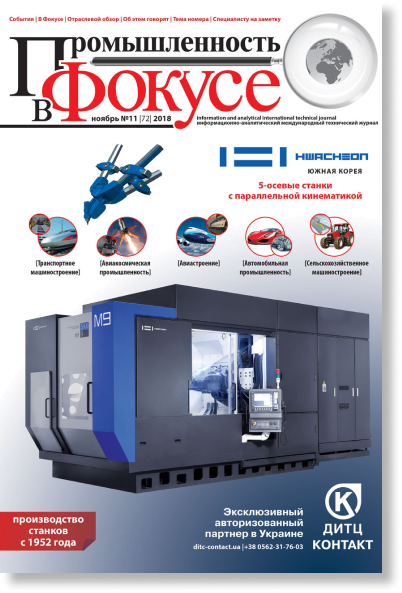 События | В Фокусе | Отраслевой обзор | Об этом говорят | Тема номера | Специалисту на заметку
Промышленность
в Фокусе
ноябрь №11 |72| 2018
information and analytical international technical journal
информационно-аналитический международный технический журнал
HWACHEON
ЮЖНАЯ КОРЕЯ
5-осевые станки
с параллельной кинематикой
[Транспортное
машиностроение]
[Авиакосмическая
промышленность]
[Авиастроение]
[Автомобильная
промышленность]
[Сельскохозяйственное
машиностроение]
M9
HWACHEON
производство
станков
с 1952 года
Эксклюзивный
авторизованный
партнер в Украине
ditc-contact.ua | +38 0562-31-76-03
ДИТЦ
КОНТАКТ